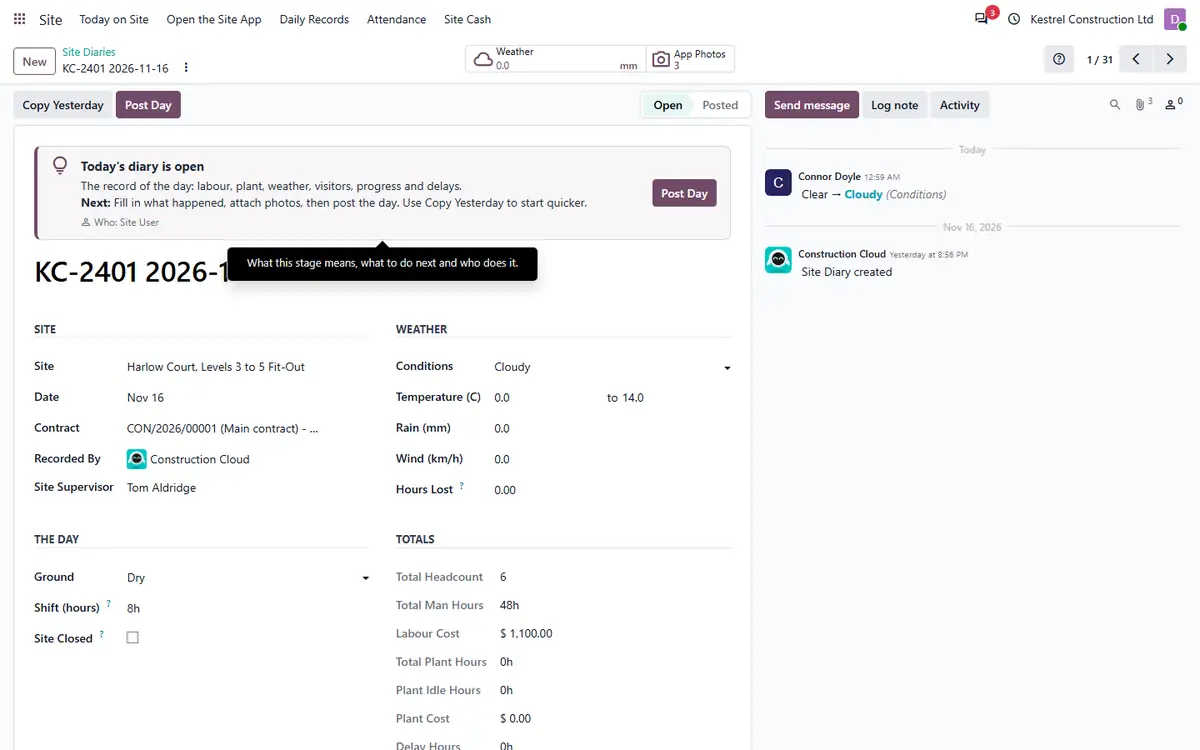 Site Today on Site Open the Site App Daily Records Attendance Site Cash 3 Kestrel Construction Ltd D
New Site Diaries
KC-2401 2026-11-16
Weather
0.0 mm
App Photos
3
1 / 31
Copy Yesterday Post Day Open Posted Send message Log note Activity 3 0
Today's diary is open
The record of the day: labour, plant, weather, visitors, progress and delays.
Next: Fill in what happened, attach photos, then post the day. Use Copy Yesterday to start quicker.
Who: Site User
Post Day
What this stage means, what to do next and who does it.
KC-2401 2026-1
SITE
Site Harlow Court, Levels 3 to 5 Fit-Out
Date Nov 16
Contract CON/2026/00001 (Main contract) - ...
Recorded By Construction Cloud
Site Supervisor Tom Aldridge
WEATHER
Conditions Cloudy
Temperature (C) 0.0 to 14.0
Rain (mm) 0.0
Wind (km/h) 0.0
Hours Lost ? 0.00
THE DAY
Ground Dry
Shift (hours) ? 8h
Site Closed ?
TOTALS
Total Headcount 6
Total Man Hours 48h
Labour Cost $ 1,100.00
Total Plant Hours 0h
Plant Idle Hours 0h
Plant Cost $ 0.00
Delay Hours 0h
Today
C
Connor Doyle 12:59 AM
Clear → Cloudy (Conditions)
Nov 16, 2026
Construction Cloud Yesterday at 8:56 PM
Site Diary created